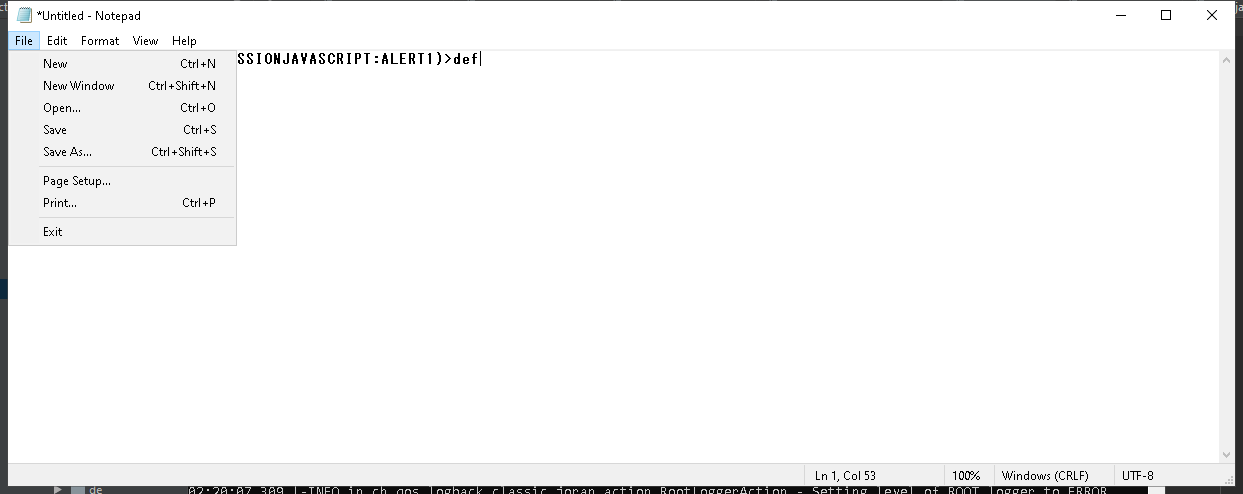 *Untitled - Notepad
File Edit Format View Help
SSIONJAVASCRIPT:ALERT1)>def
New Ctrl+N
New Window Ctrl+Shift+N
Open... Ctrl+O
Save Ctrl+S
Save As... Ctrl+Shift+S
Page Setup...
Print... Ctrl+P
Exit
Ln 1, Col 53 100% Windows (CRLF) UTF-8
de 02:20:07,309 |-INFO in ch.qos.logback.classic.joran.action.RootLoggerAction - Setting level of ROOT logger to ERROR